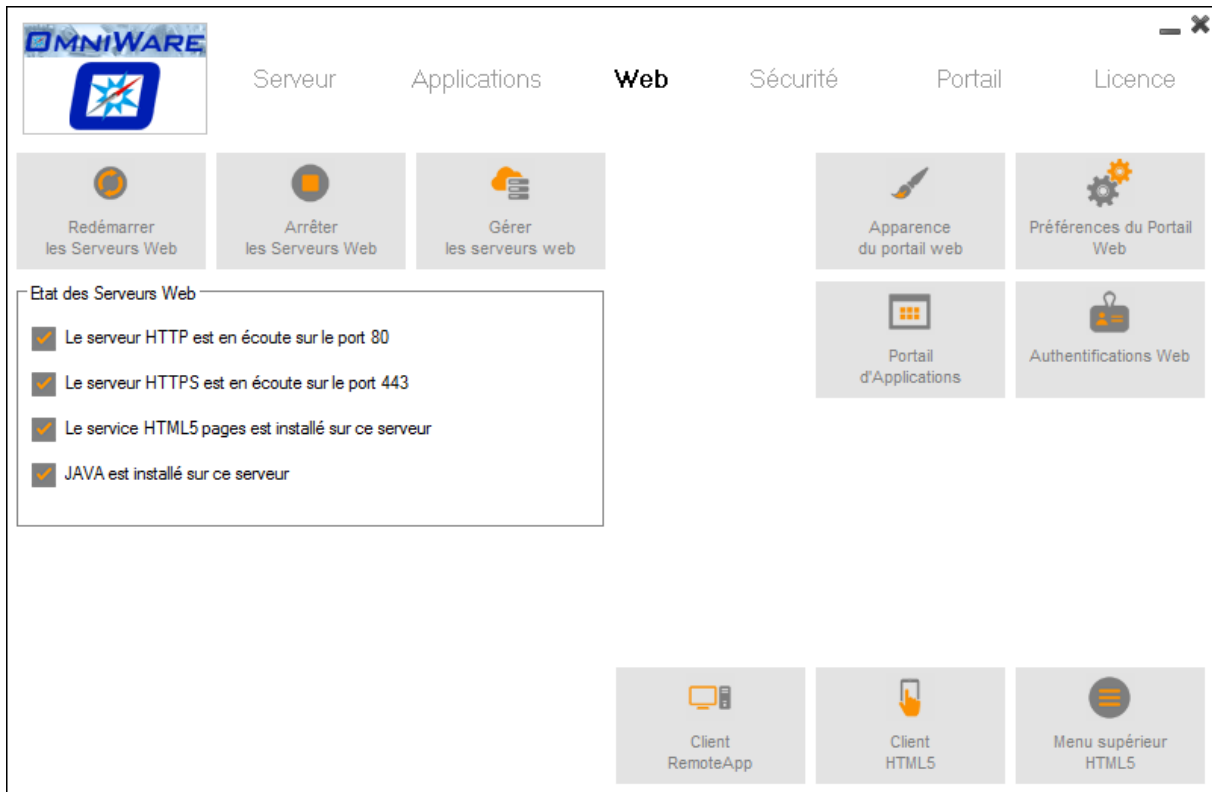 OMNIWARE
Serveur
Applications
Web
Sécurité
Portail
Licence
Redémarrer
les Serveurs Web
Arrêter
les Serveurs Web
Gérer
les serveurs web
Apparence
du portail web
Préférences du Portail
Web
Etat des Serveurs Web
Le serveur HTTP est en écoute sur le port 80
Le serveur HTTPS est en écoute sur le port 443
Le service HTML5 pages est installé sur ce serveur
JAVA est installé sur ce serveur
Portail
d'Applications
Authentifications Web
Client
RemoteApp
Client
HTML5
Menu supérieur
HTML5